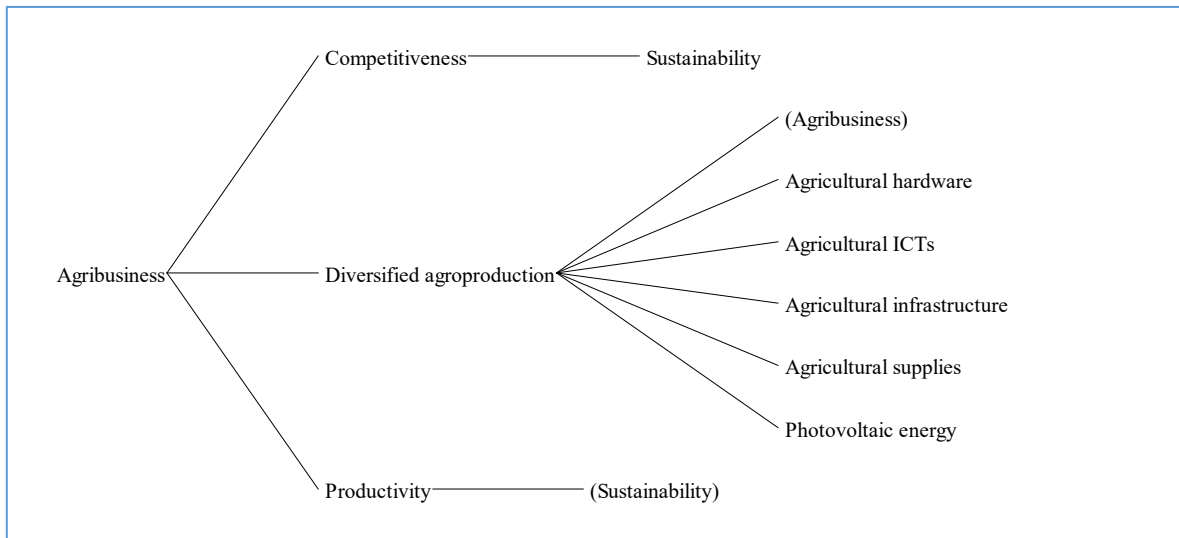 Competitiveness
Sustainability
(Agribusiness)
Agricultural hardware
Agricultural ICTs
Agribusiness
Diversified agroproduction
Agricultural infrastructure
Agricultural supplies
Photovoltaic energy
Productivity
(Sustainability)